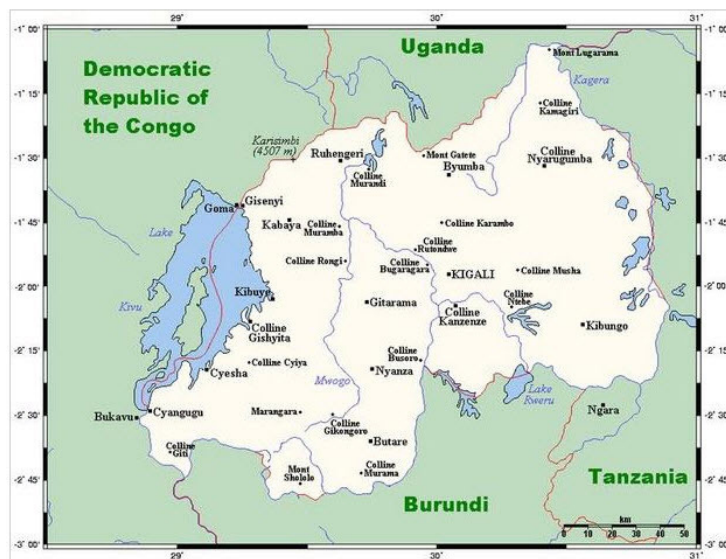 29°
30°
31°
-1° 00'
-1° 00'
Uganda
Mont Lugarama
Democratic
Republic of
the Congo
Kagera
-1° 15'
-1° 15'
Colline
Kamagiri
Karisimbi
(4507 m)
Ruhengeri
Mont Gatete
Colline
Nyarugumba
-1° 30'
-1° 30'
Byumba
Colline
Murandi
Goma
Gisenyi
Kabaya
Colline
Muramba
Colline Karambo
-1° 45'
-1° 45'
Lake
Colline
Rutondwe
Colline Rongi
Colline
Bugaragara
KIGALI
Colline Musha
-2° 00'
-2° 00'
Kivu
Kibuye
Gitarama
Colline
Ntebe
Colline
Kanzenze
Colline
Gishyita
Kibungo
-2° 15'
-2° 15'
Colline Cyiya
Colline
Busoro
Cyesha
Nyanza
Mwogo
Lake
Rweru
-2° 30'
-2° 30'
Bukavu
Cyangugu
Marangara
Colline
Gikongoro
Ngara
Butare
Colline
Giti
-2° 45'
-2° 45'
Mont
Shololo
Colline
Murama
Tanzania
Burundi
km
0 10 20 30 40 50
-3° 00'
-3° 00'
29°
30°
31°